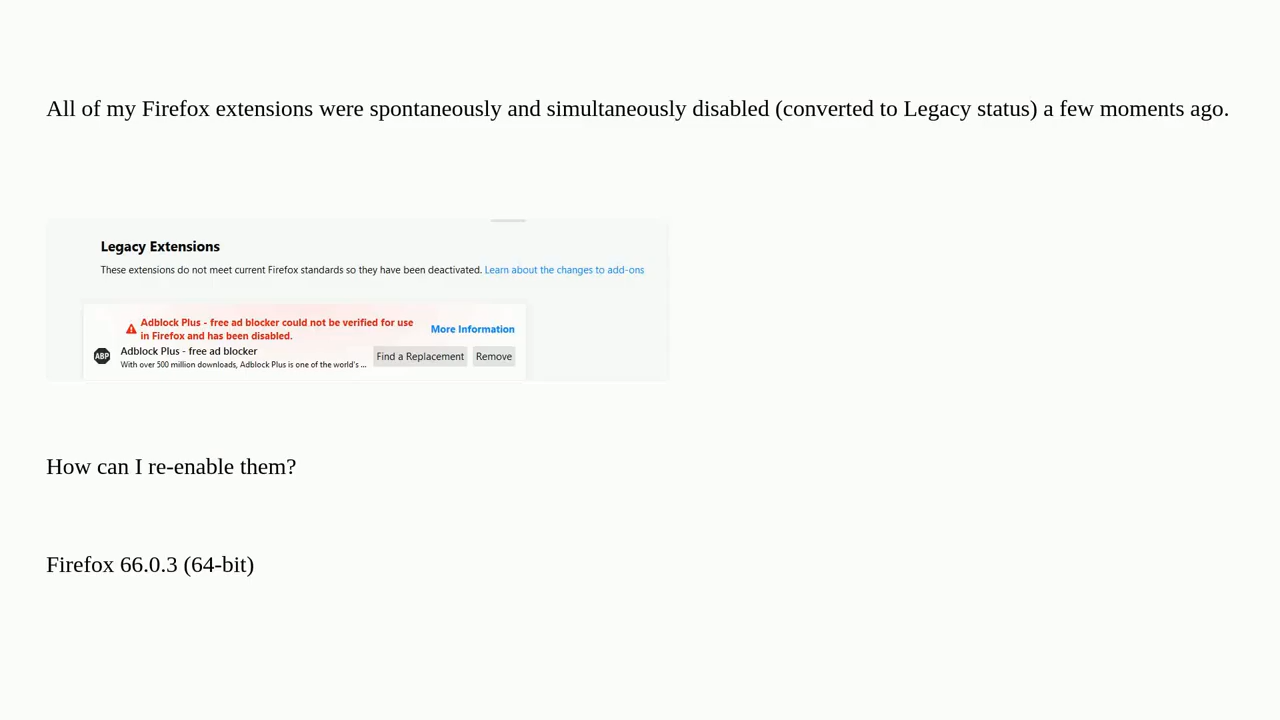 All of my Firefox extensions were spontaneously and simultaneously disabled (converted to Legacy status) a few moments ago.
Legacy Extensions
These extensions do not meet current Firefox standards so they have been deactivated. Learn about the changes to add-ons
Adblock Plus - free ad blocker could not be verified for use
in Firefox and has been disabled.
More Information
ABP
Adblock Plus - free ad blocker
With over 500 million downloads, Adblock Plus is one of the world's ...
Find a Replacement
Remove
How can I re-enable them?
Firefox 66.0.3 (64-bit)